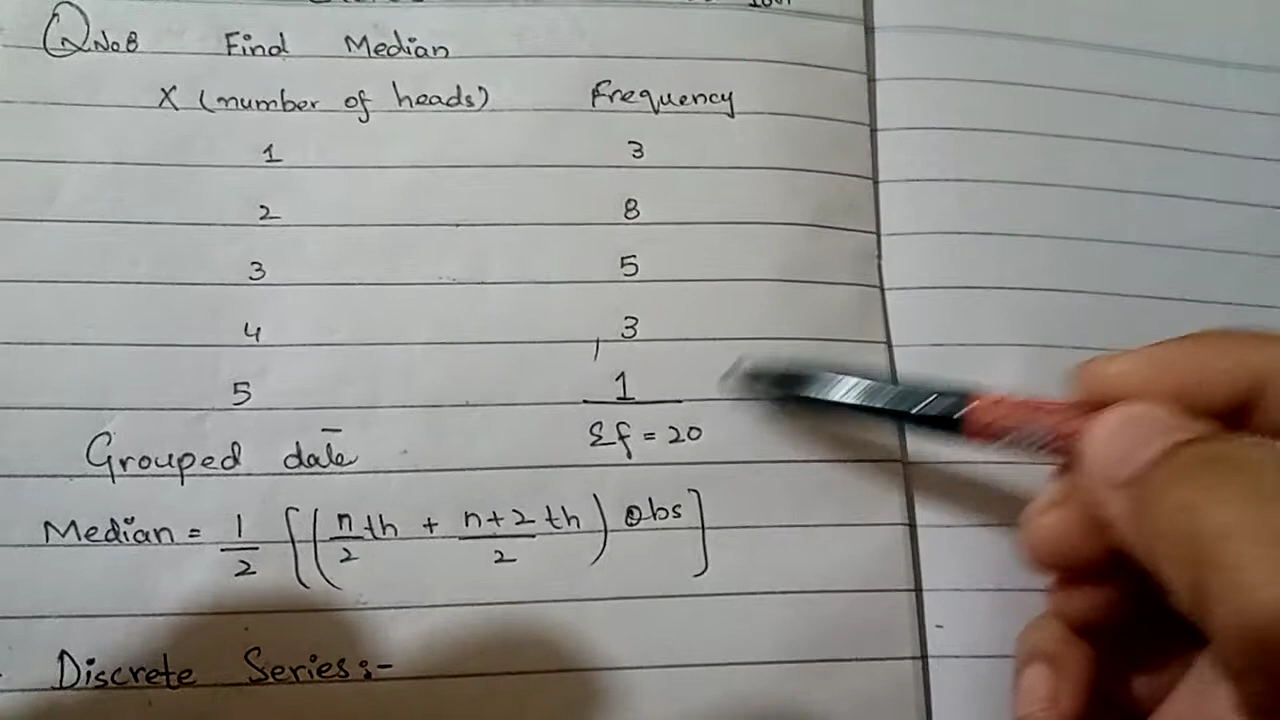 QNo8 Find Median
X (number of heads) Frequency
1 3
2 8
3 5
4 3
5 1
Σf = 20
Grouped date
Median = 1/2 [(n/2 th + n+2/2 th) Obs]
Discrete Series:-